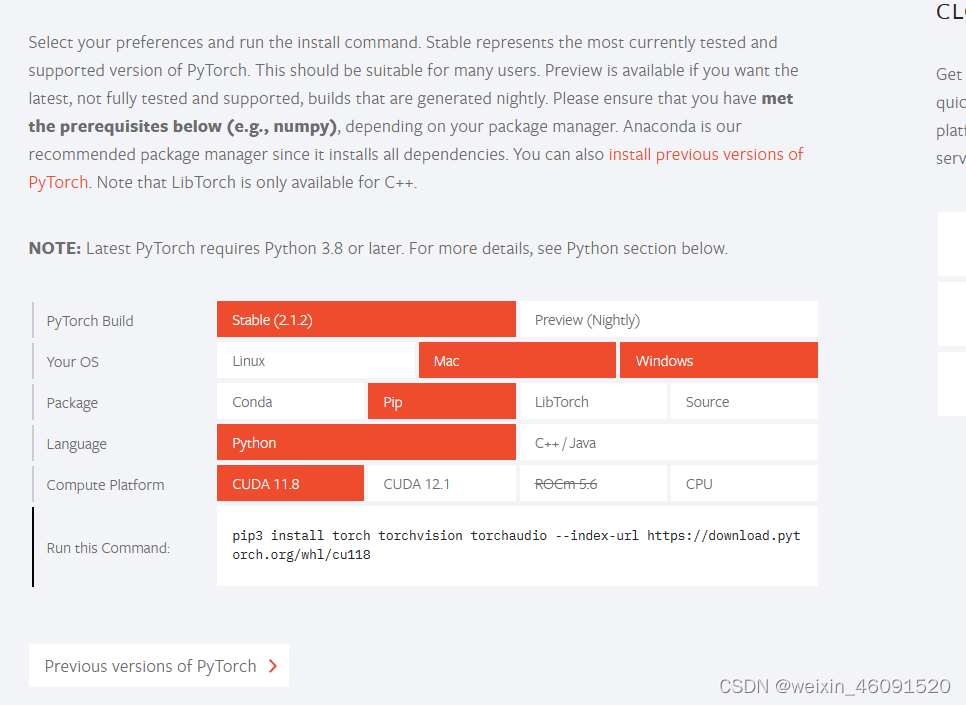 CL
Select your preferences and run the install command. Stable represents the most currently tested and
supported version of PyTorch. This should be suitable for many users. Preview is available if you want the
latest, not fully tested and supported, builds that are generated nightly. Please ensure that you have met
the prerequisites below (e.g., numpy), depending on your package manager. Anaconda is our
recommended package manager since it installs all dependencies. You can also install previous versions of
PyTorch. Note that LibTorch is only available for C++.
Get
quic
platf
serv
NOTE: Latest PyTorch requires Python 3.8 or later. For more details, see Python section below.
PyTorch Build Stable (2.1.2) Preview (Nightly)
Your OS Linux Mac Windows
Package Conda Pip LibTorch Source
Language Python C++ / Java
Compute Platform CUDA 11.8 CUDA 12.1 ROCm 5.6 CPU
Run this Command:
pip3 install torch torchvision torchaudio --index-url https://download.pyt
orch.org/whl/cu118
Previous versions of PyTorch
CSDN @weixin_46091520